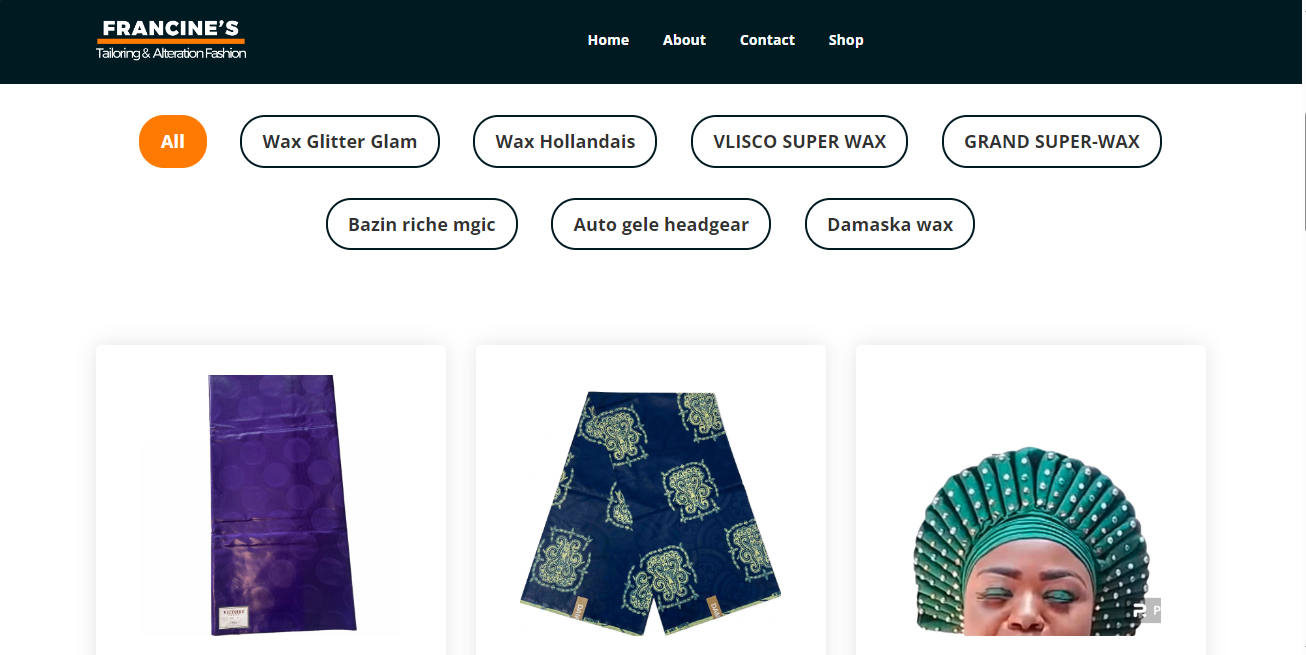 FRANCINE'S
Tailoring & Alteration Fashion
Home About Contact Shop
All Wax Glitter Glam Wax Hollandais VLISCO SUPER WAX GRAND SUPER-WAX
Bazin riche mgic Auto gele headgear Damaska wax